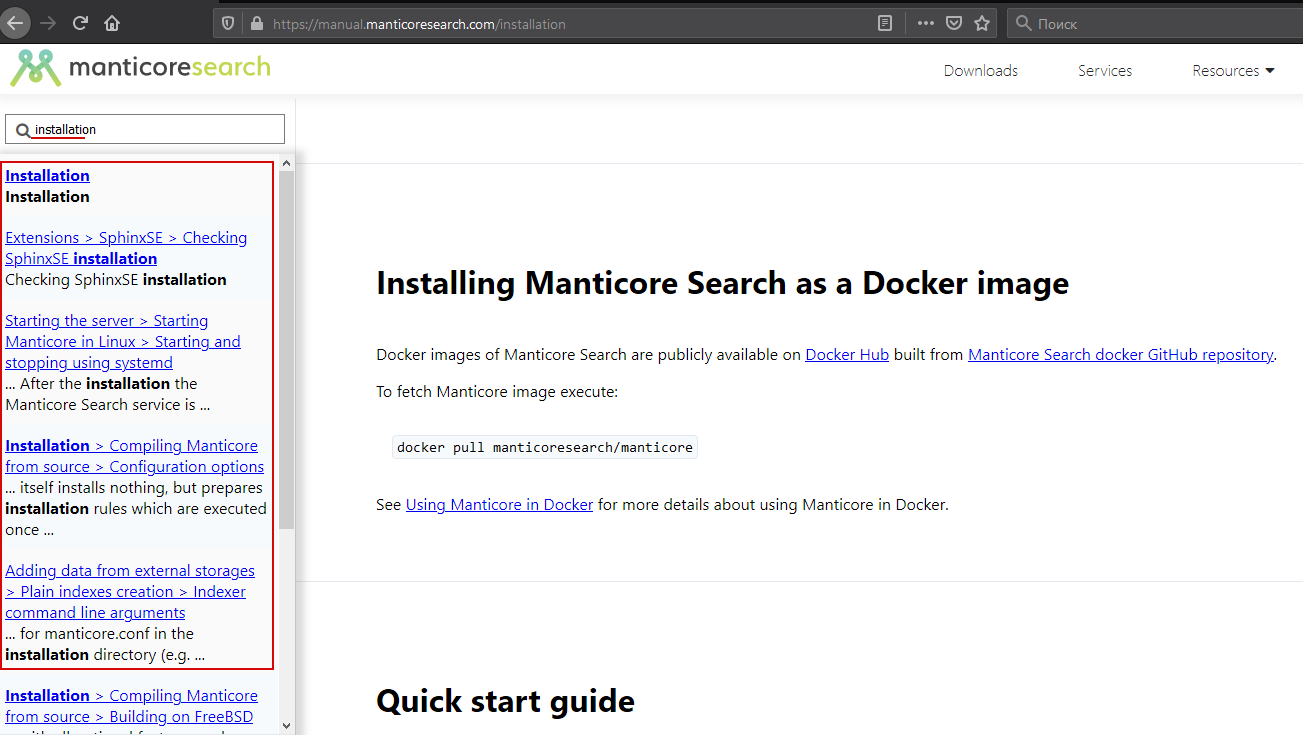 https://manual.manticoresearch.com/installation
Поиск
manticoresearch
Downloads
Services
Resources
installation
Installation
Installation
Extensions > SphinxSE > Checking
SphinxSE installation
Checking SphinxSE installation
Starting the server > Starting
Manticore in Linux > Starting and
stopping using systemd
... After the installation the
Manticore Search service is ...
Installation > Compiling Manticore
from source > Configuration options
... itself installs nothing, but prepares
installation rules which are executed
once ...
Adding data from external storages
> Plain indexes creation > Indexer
command line arguments
... for manticore.conf in the
installation directory (e.g. ...
Installation > Compiling Manticore
from source > Building on FreeBSD
Installing Manticore Search as a Docker image
Docker images of Manticore Search are publicly available on Docker Hub built from Manticore Search docker GitHub repository.
To fetch Manticore image execute:
docker pull manticoresearch/manticore
See Using Manticore in Docker for more details about using Manticore in Docker.
Quick start guide